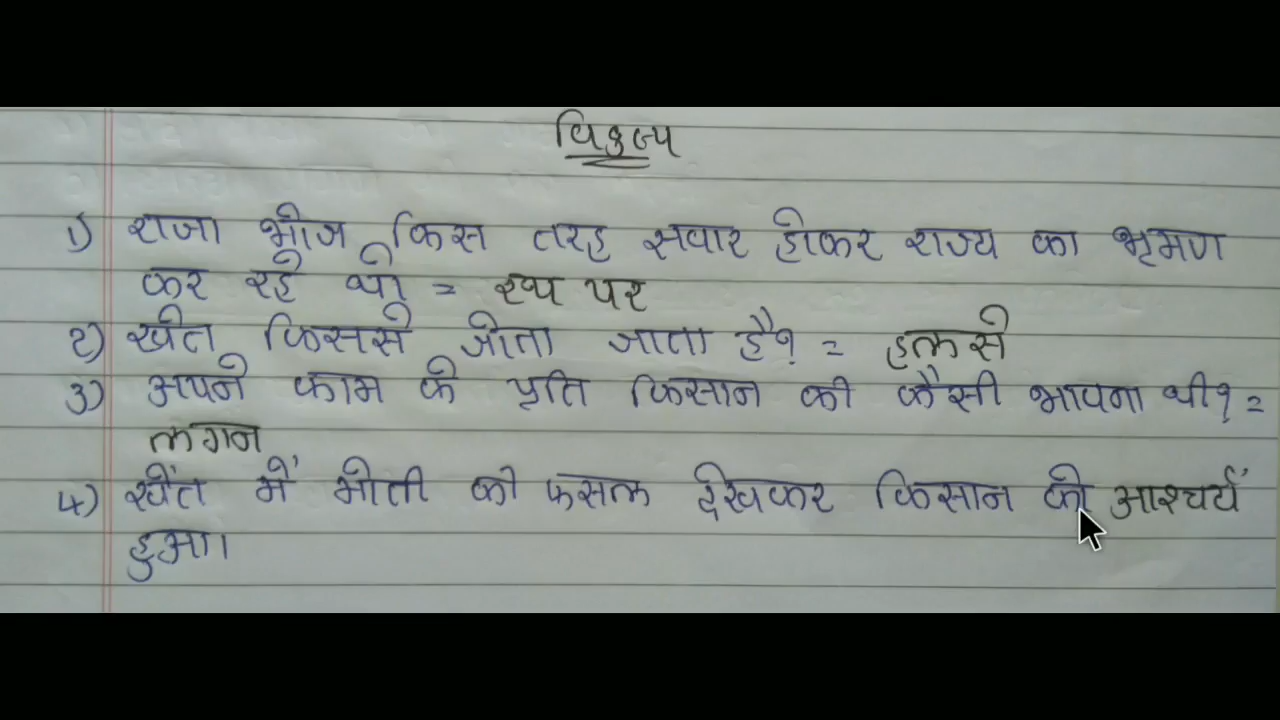 विकल्प
1) राजा भोज किस तरह सवार होकर राज्य का भ्रमण
कर रहे थे = रथ पर
2) खेत किससे जोता जाता है? = हल से
3) अपने काम के प्रति किसान की कैसी भावना थी? =
लगन
4) खेत में मोती की फसल देखकर किसान को आश्चर्य
हुआ।